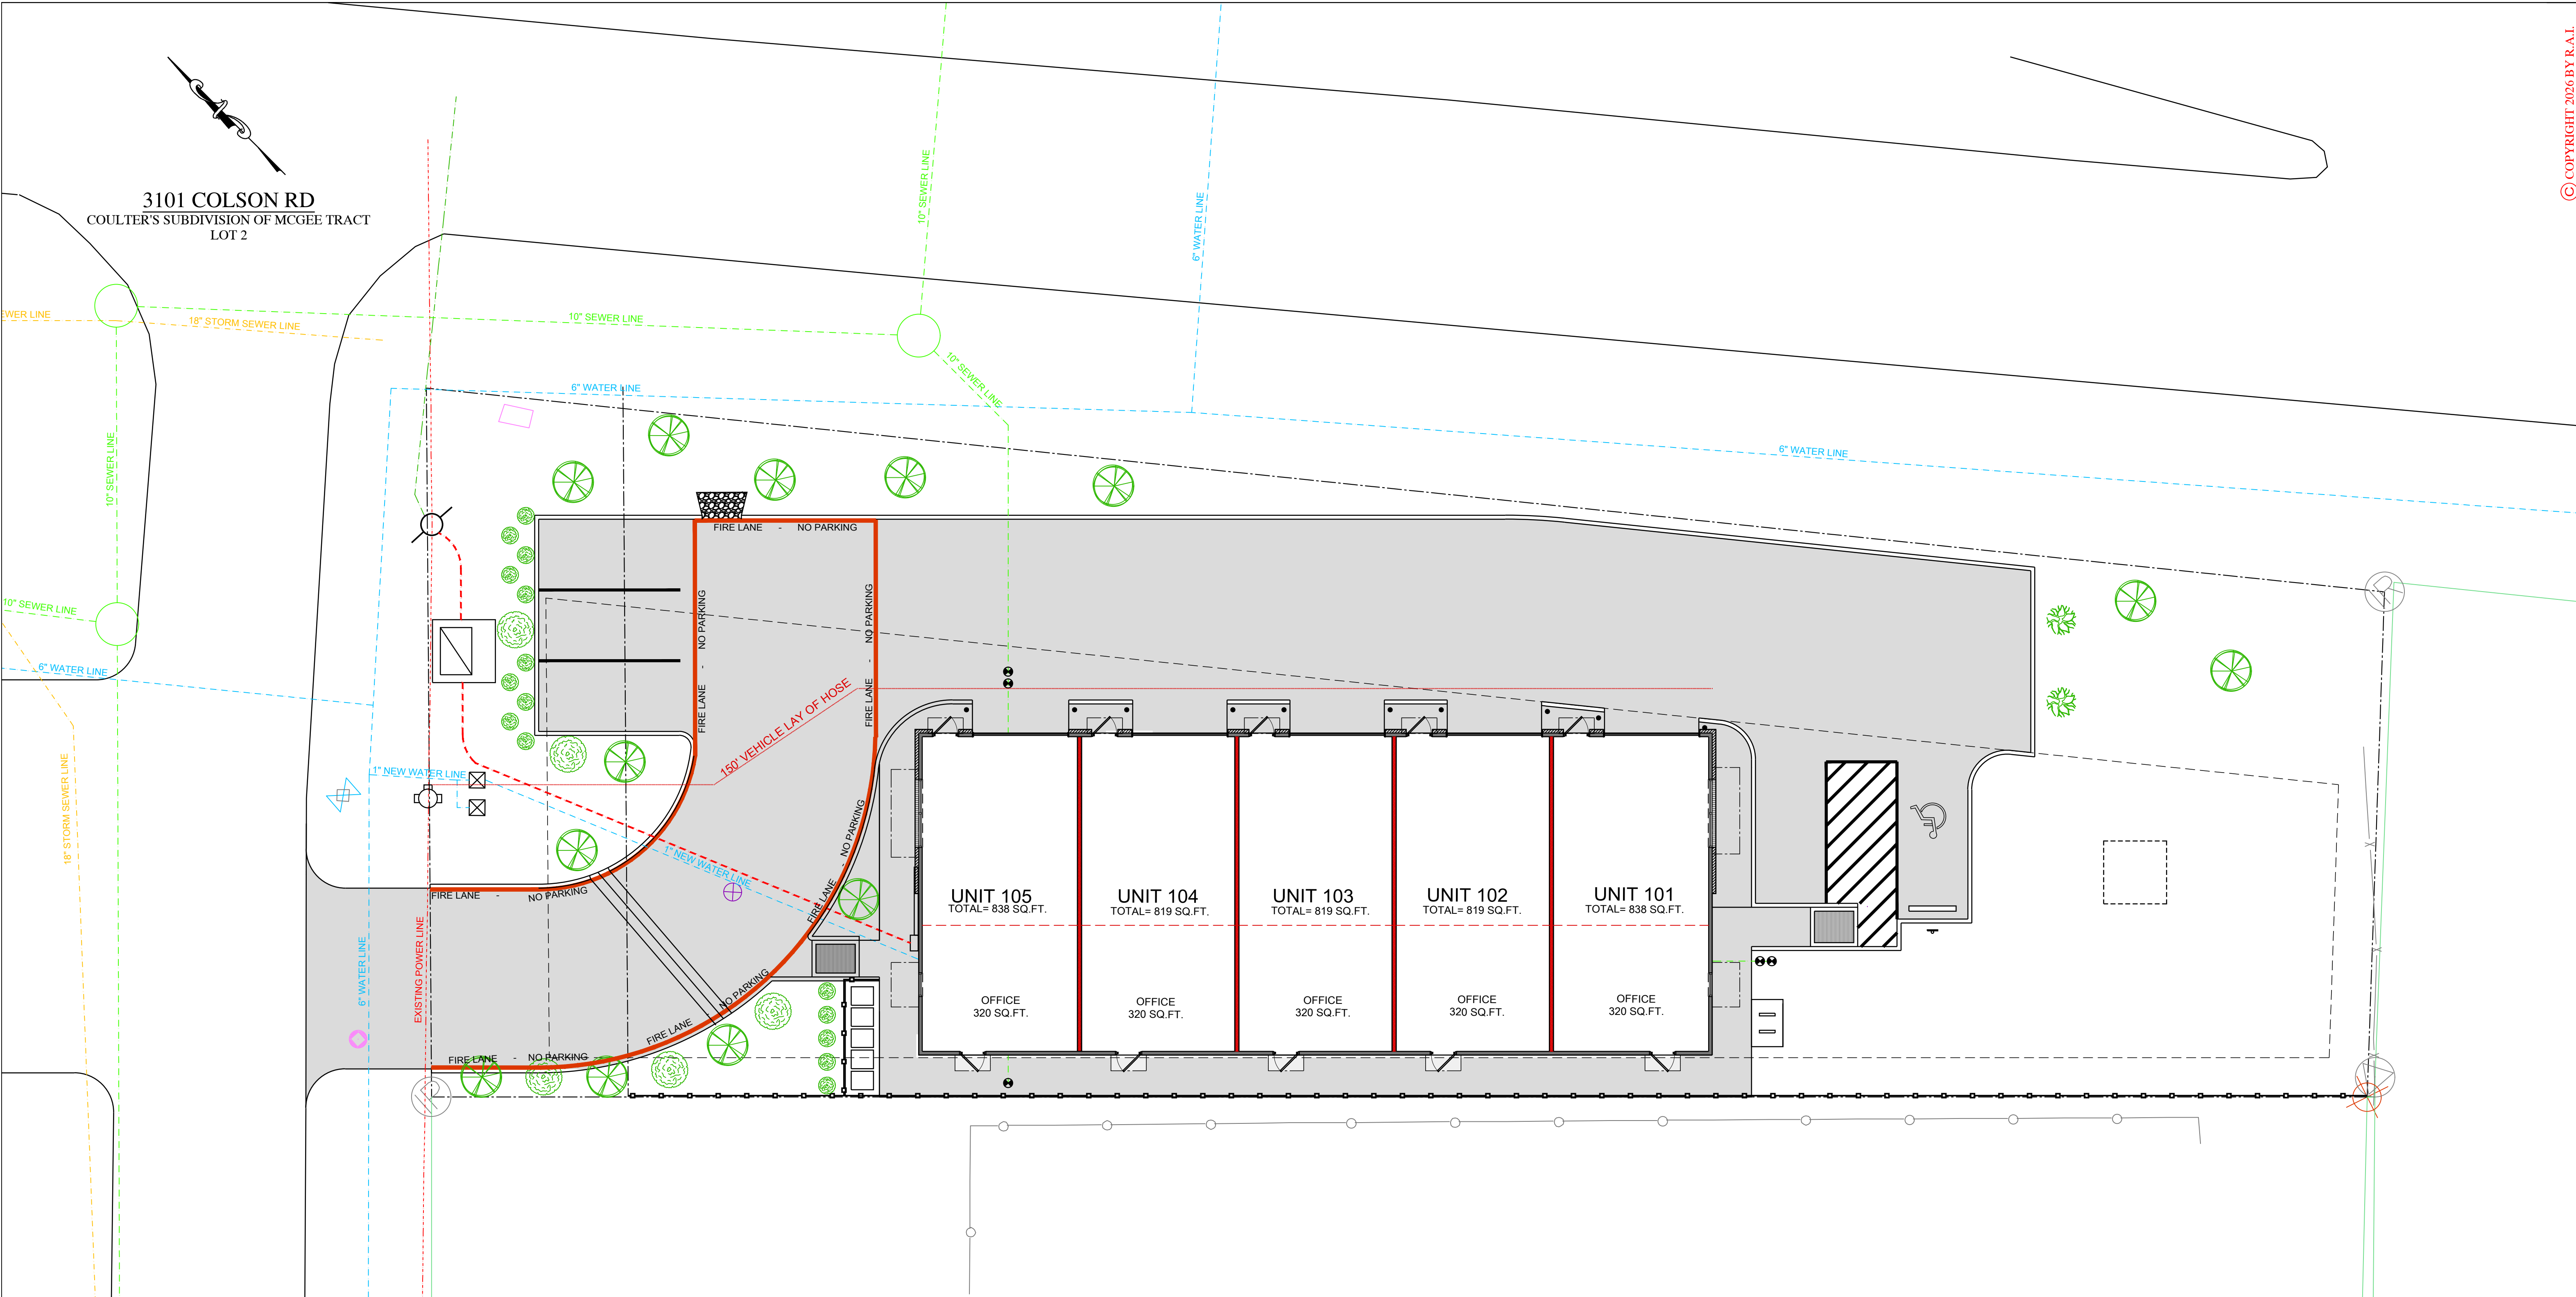 © COPYRIGHT 2026 BY R.A.I.
3101 COLSON RD
COULTER'S SUBDIVISION OF MCGEE TRACT
LOT 2
10" SEWER LINE
6" WATER LINE
EWER LINE
18" STORM SEWER LINE
10" SEWER LINE
10" SEWER LINE
6" WATER LINE
6" WATER LINE
10" SEWER LINE
FIRE LANE - NO PARKING
FIRE LANE - NO PARKING
FIRE LANE - NO PARKING
10" SEWER LINE
6" WATER LINE
150' VEHICLE LAY OF HOSE
1" NEW WATER LINE
18" STORM SEWER LINE
1" NEW WATER LINE
FIRE LANE - NO PARKING
FIRE LANE - NO PARKING
UNIT 105
TOTAL= 838 SQ.FT.
UNIT 104
TOTAL= 819 SQ.FT.
UNIT 103
TOTAL= 819 SQ.FT.
UNIT 102
TOTAL= 819 SQ.FT.
UNIT 101
TOTAL= 838 SQ.FT.
6" WATER LINE
EXISTING POWER LINE
OFFICE
320 SQ.FT.
OFFICE
320 SQ.FT.
OFFICE
320 SQ.FT.
OFFICE
320 SQ.FT.
OFFICE
320 SQ.FT.
FIRE LANE - NO PARKING
FIRE LANE - NO PARKING